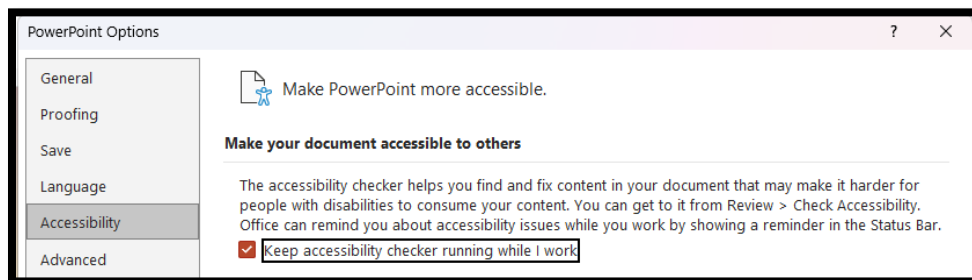 PowerPoint Options
?
General
Proofing
Save
Language
Accessibility
Advanced
Make PowerPoint more accessible.
Make your document accessible to others
The accessibility checker helps you find and fix content in your document that may make it harder for
people with disabilities to consume your content. You can get to it from Review > Check Accessibility.
Office can remind you about accessibility issues while you work by showing a reminder in the Status Bar.
Keep accessibility checker running while I work